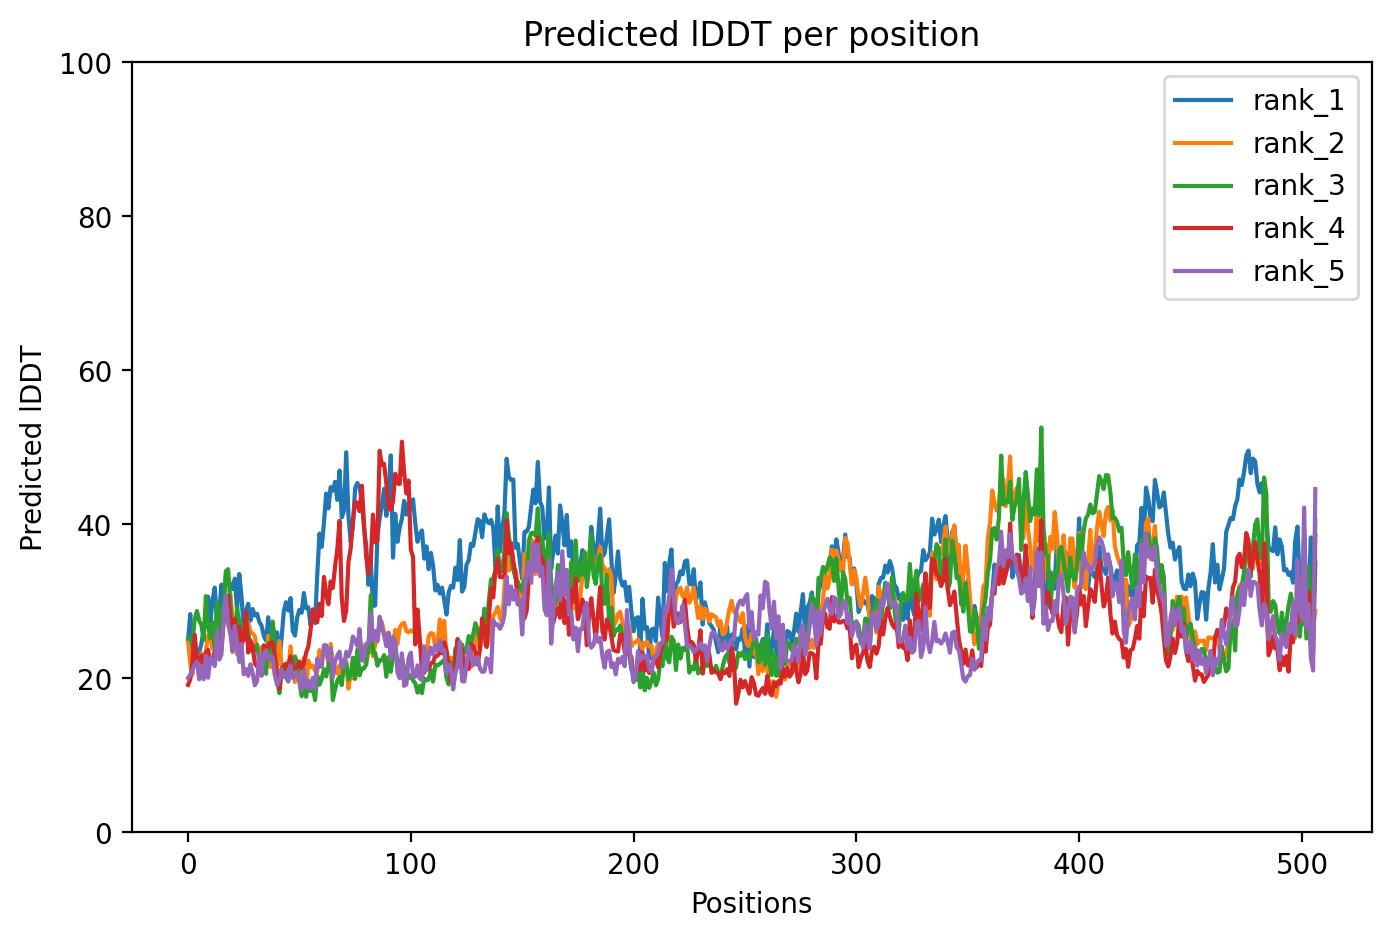 Predicted lDDT per position
100
80
60
40
20
0
Predicted lDDT
0 100 200 300 400 500
Positions
rank_1
rank_2
rank_3
rank_4
rank_5